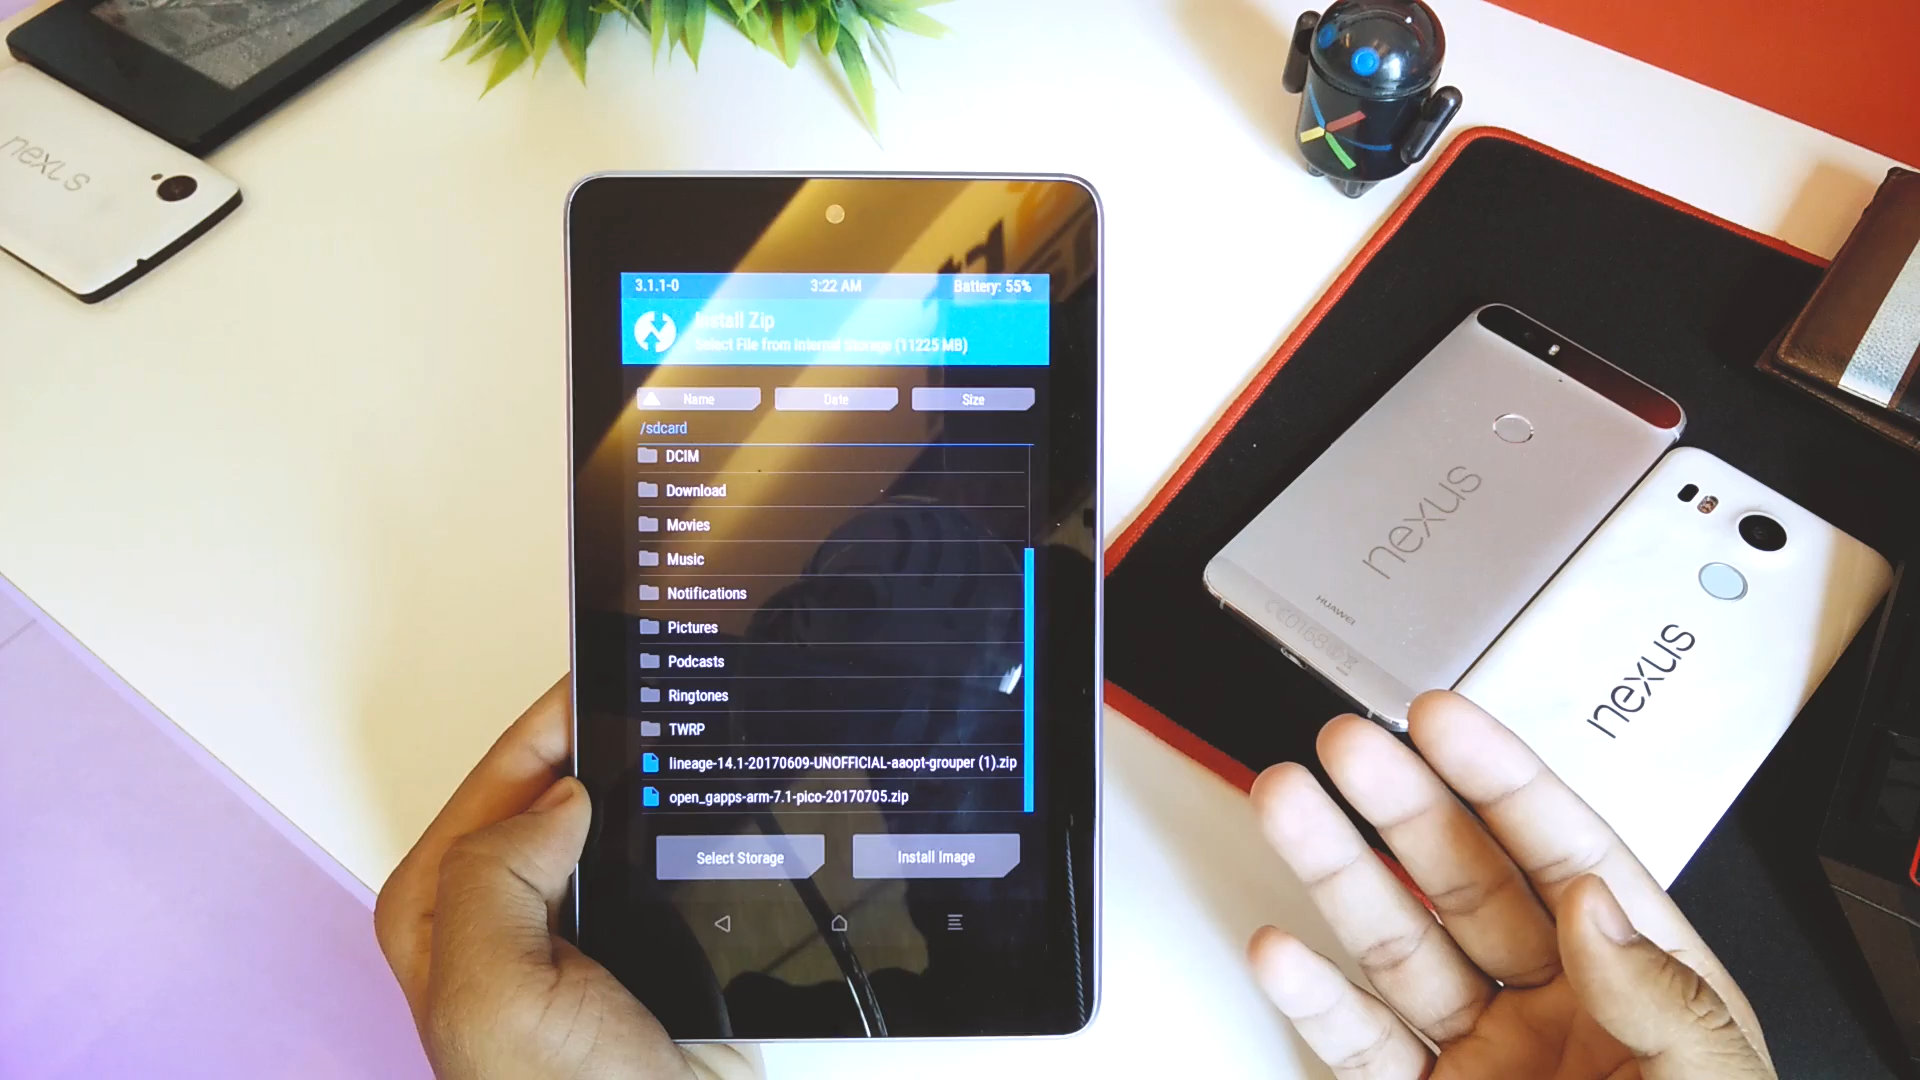 nexus
3.1.1-0 3:22 AM Battery: 55%
Install Zip
Select File from Internal Storage (11225 MB)
Name Date Size
/sdcard
DCIM
Download
Movies
Music
Notifications
Pictures
Podcasts
Ringtones
TWRP
lineage-14.1-20170609-UNOFFICIAL-aaopt-grouper (1).zip
open_gapps-arm-7.1-pico-20170705.zip
Select Storage Install Image
nexus
HUAWEI
CE0168
nexus